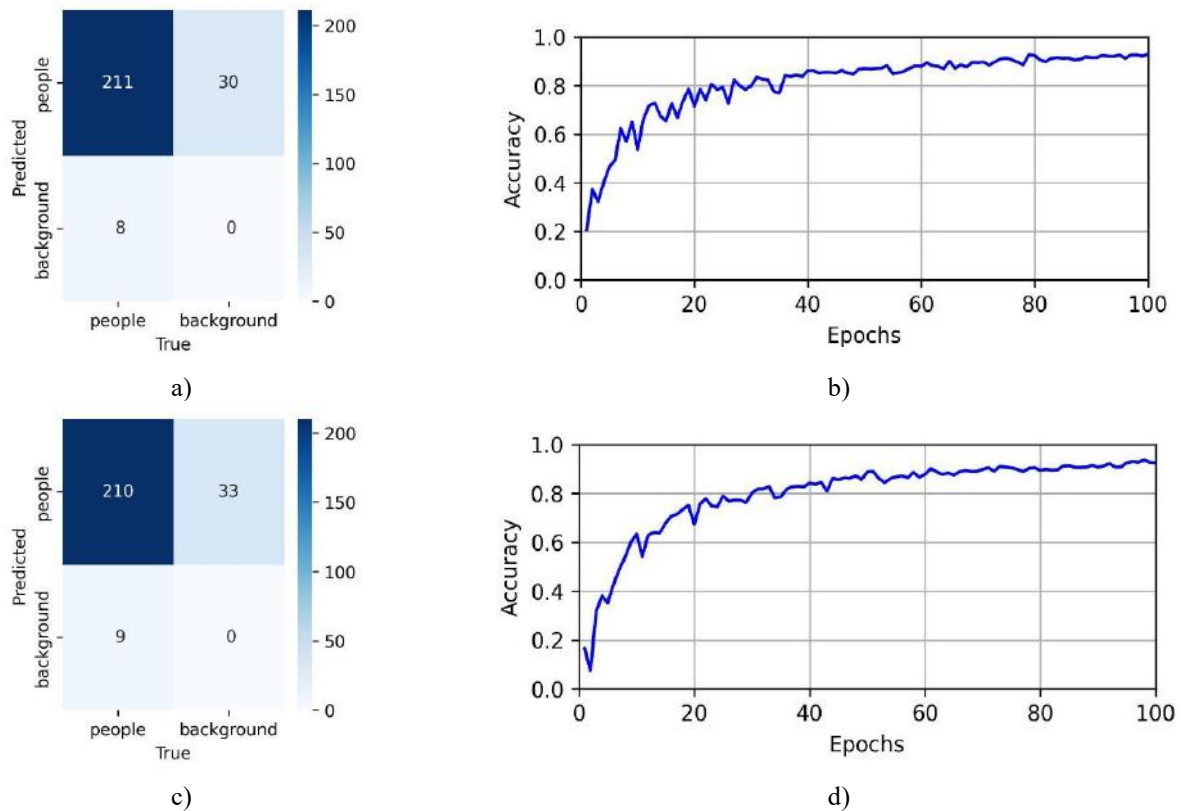 people
211
30
Predicted
background
8
0
people
background
True
200
150
100
50
0
a)
1.0
0.8
0.6
0.4
0.2
0.0
Accuracy
0
20
40
60
80
100
Epochs
b)
people
210
33
Predicted
background
9
0
people
background
True
200
150
100
50
0
c)
1.0
0.8
0.6
0.4
0.2
0.0
Accuracy
0
20
40
60
80
100
Epochs
d)